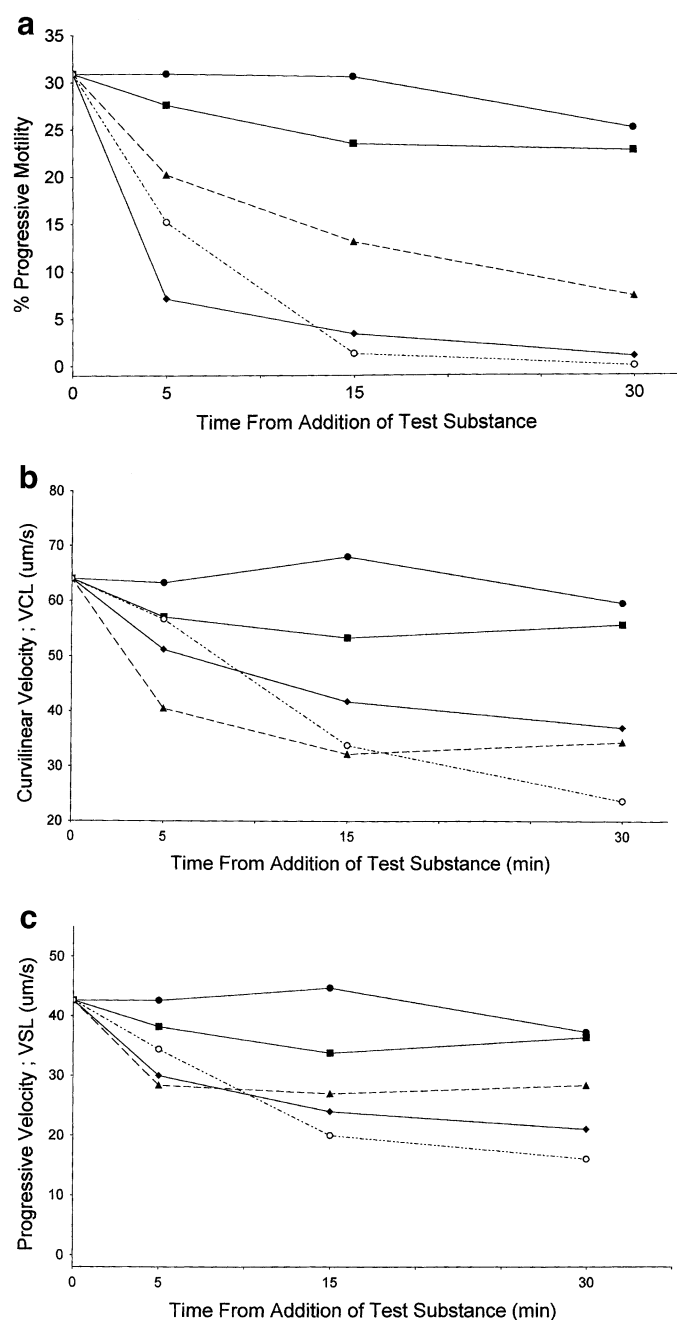 a
35
30
25
20
15
10
5
0
% Progressive Motility
0 5 15 30
Time From Addition of Test Substance
b
80
70
60
50
40
30
20
Curvilinear Velocity ; VCL (um/s)
0 5 15 30
Time From Addition of Test Substance (min)
c
50
40
30
20
10
0
Progressive Velocity ; VSL (um/s)
0 5 15 30
Time From Addition of Test Substance (min)